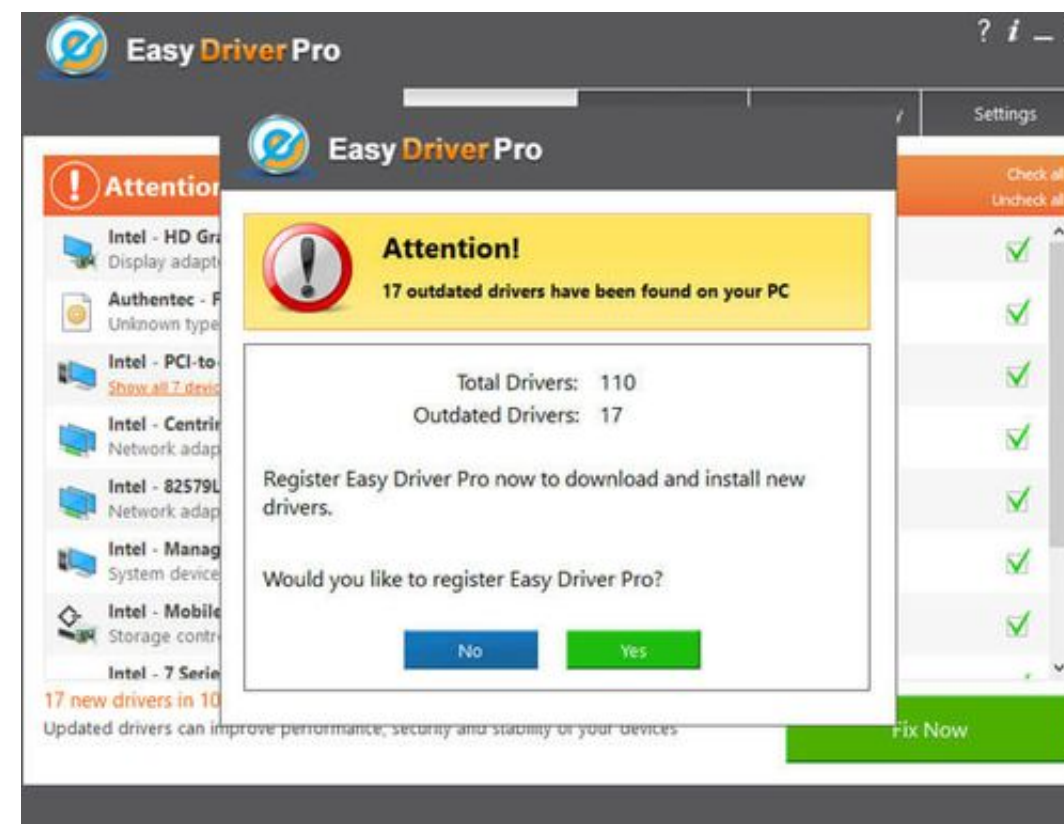 Easy Driver Pro
? i –
Settings
Attention
Check all
Uncheck all
Intel - HD Gra
Display adapt
Authentec - F
Unknown type
Intel - PCI-to-
Show all 7 devic
Intel - Centrin
Network adap
Intel - 82579L
Network adap
Intel - Manag
System device
Intel - Mobile
Storage contr
Intel - 7 Serie
17 new drivers in 10
Updated drivers can improve performance, security and stability of your devices
Fix Now
Easy Driver Pro
Attention!
17 outdated drivers have been found on your PC
Total Drivers: 110
Outdated Drivers: 17
Register Easy Driver Pro now to download and install new
drivers.
Would you like to register Easy Driver Pro?
No
Yes